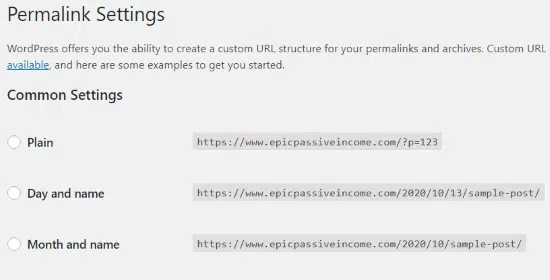 Permalink Settings
WordPress offers you the ability to create a custom URL structure for your permalinks and archives. Custom URL
available, and here are some examples to get you started.
Common Settings
Plain https://www.epicpassiveincome.com/?p=123
Day and name https://www.epicpassiveincome.com/2020/10/13/sample-post/
Month and name https://www.epicpassiveincome.com/2020/10/sample-post/